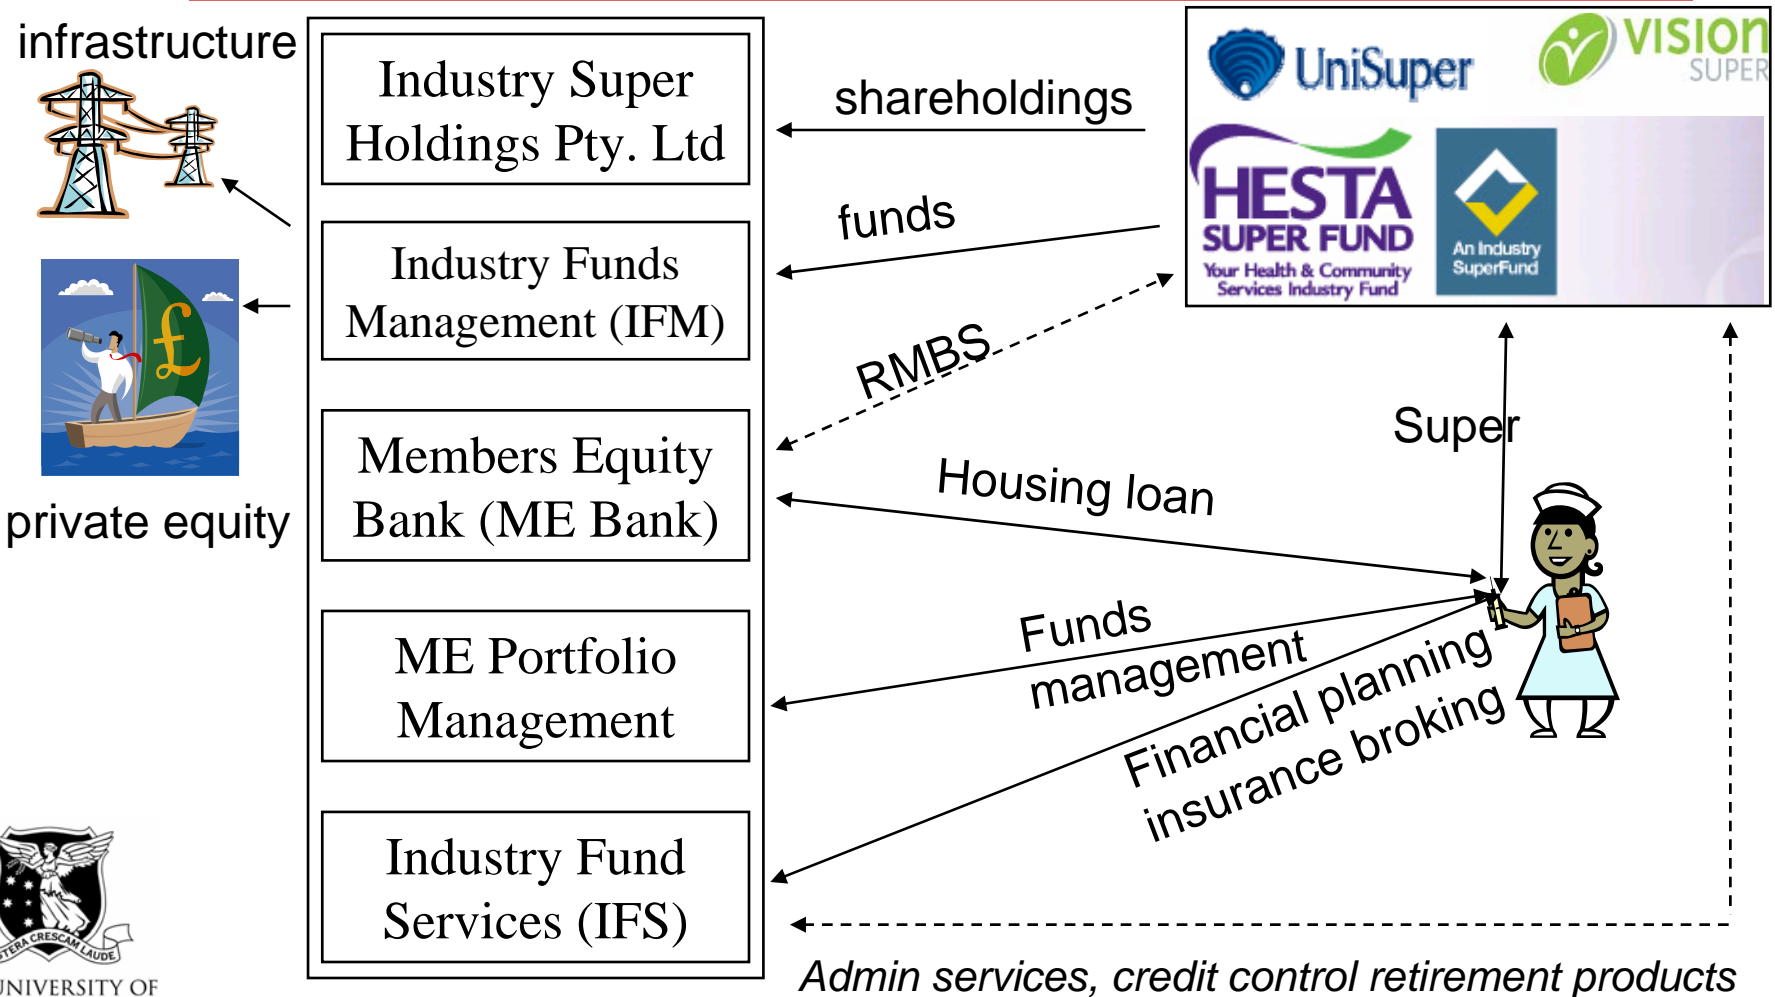 infrastructure
private equity
Industry Super
Holdings Pty. Ltd
Industry Funds
Management (IFM)
Members Equity
Bank (ME Bank)
ME Portfolio
Management
Industry Fund
Services (IFS)
shareholdings
funds
RMBS
Housing loan
Funds
management
Financial planning
insurance broking
Super
Admin services, credit control retirement products
UniSuper
VISION
SUPER
HESTA
SUPER FUND
Your Health & Community
Services Industry Fund
An Industry
SuperFund
£
CRESCAM LAUDE
UNIVERSITY OF